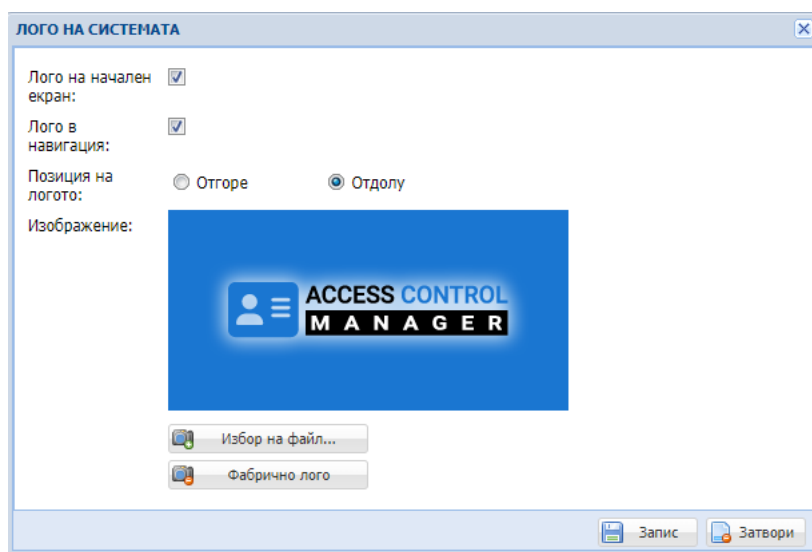 ЛОГО НА СИСТЕМАТА
Лого на начален
екран:
Лого в
навигация:
Позиция на
логото:
Отгоре
Отдолу
Изображение:
ACCESS CONTROL
MANAGER
Избор на файл...
Фабрично лого
Запис
Затвори